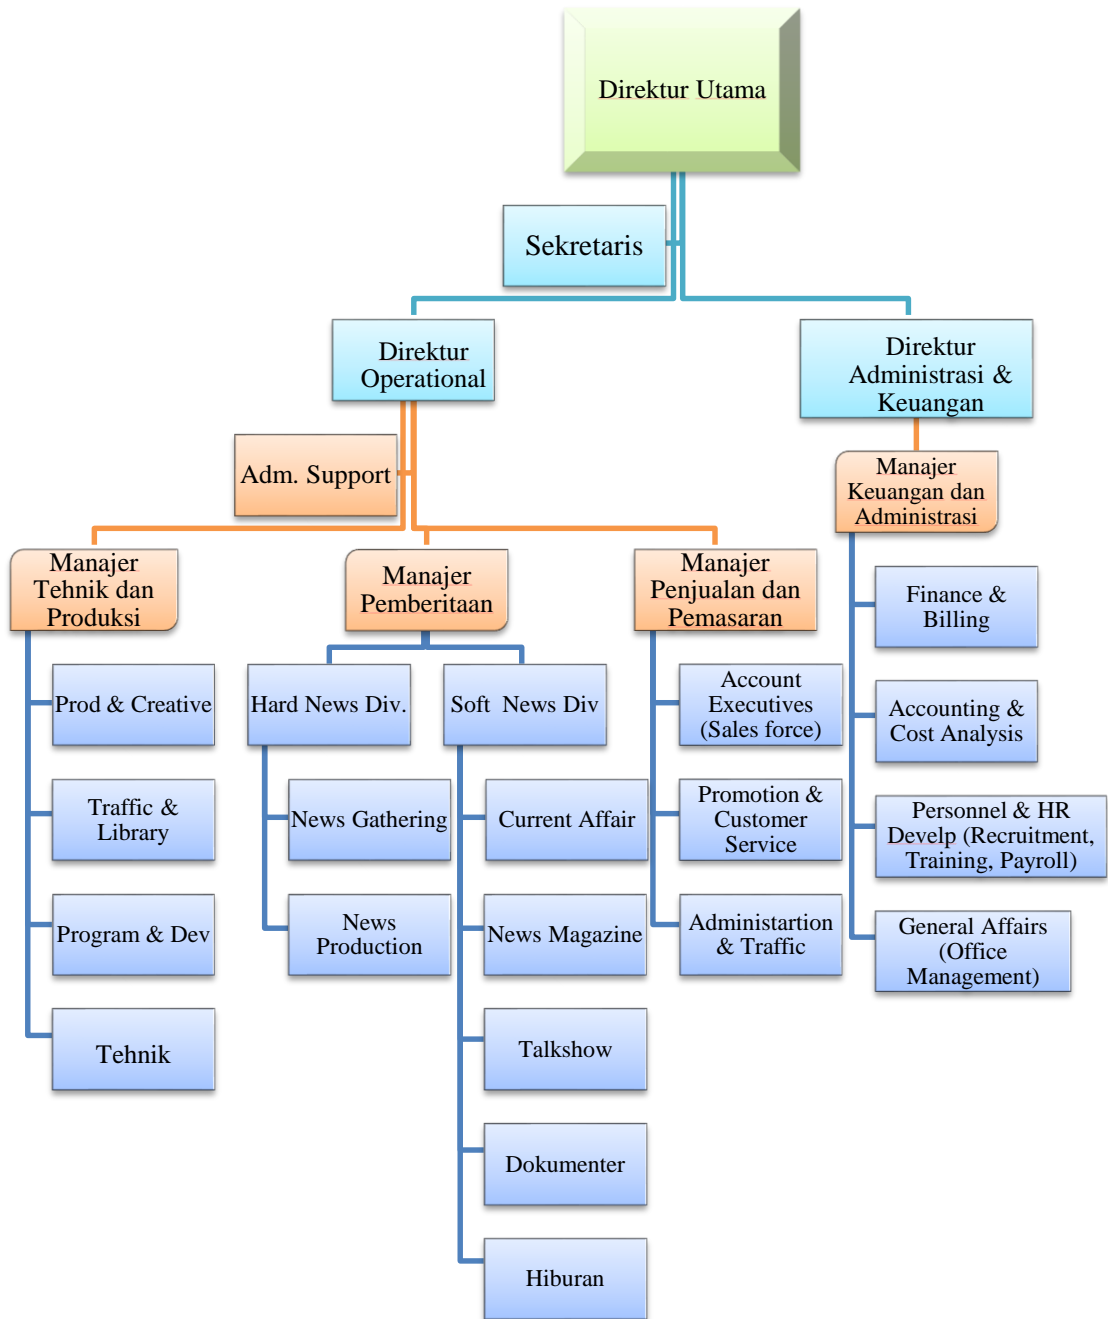 Direktur Utama
Sekretaris
Direktur
Operational
Direktur
Administrasi &
Keuangan
Adm. Support
Manajer
Keuangan dan
Administrasi
Manajer
Tehnik dan
Produksi
Manajer
Pemberitaan
Manajer
Penjualan dan
Pemasaran
Finance &
Billing
Accounting &
Cost Analysis
Personnel & HR
Develp (Recruitment,
Training, Payroll)
General Affairs
(Office
Management)
Prod & Creative
Traffic &
Library
Program & Dev
Tehnik
Hard News Div.
News Gathering
News
Production
Soft News Div
Current Affair
News Magazine
Talkshow
Dokumenter
Hiburan
Account
Executives
(Sales force)
Promotion &
Customer
Service
Administartion
& Traffic